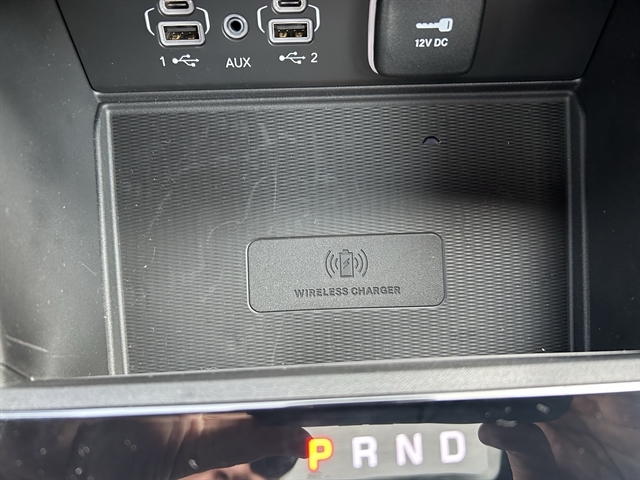 1 AUX 2
12V DC
WIRELESS CHARGER
P R N D